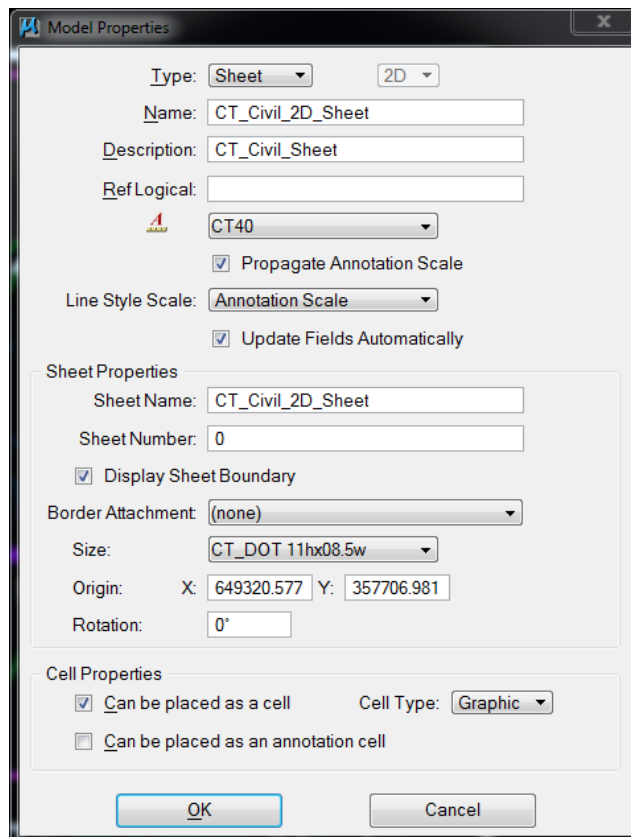 Model Properties
Type: Sheet 2D
Name: CT_Civil_2D_Sheet
Description: CT_Civil_Sheet
Ref Logical:
A CT40
Propagate Annotation Scale
Line Style Scale: Annotation Scale
Update Fields Automatically
Sheet Properties
Sheet Name: CT_Civil_2D_Sheet
Sheet Number: 0
Display Sheet Boundary
Border Attachment: (none)
Size: CT_DOT 11hx08.5w
Origin: X: 649320.577 Y: 357706.981
Rotation: 0°
Cell Properties
Can be placed as a cell Cell Type: Graphic
Can be placed as an annotation cell
OK Cancel